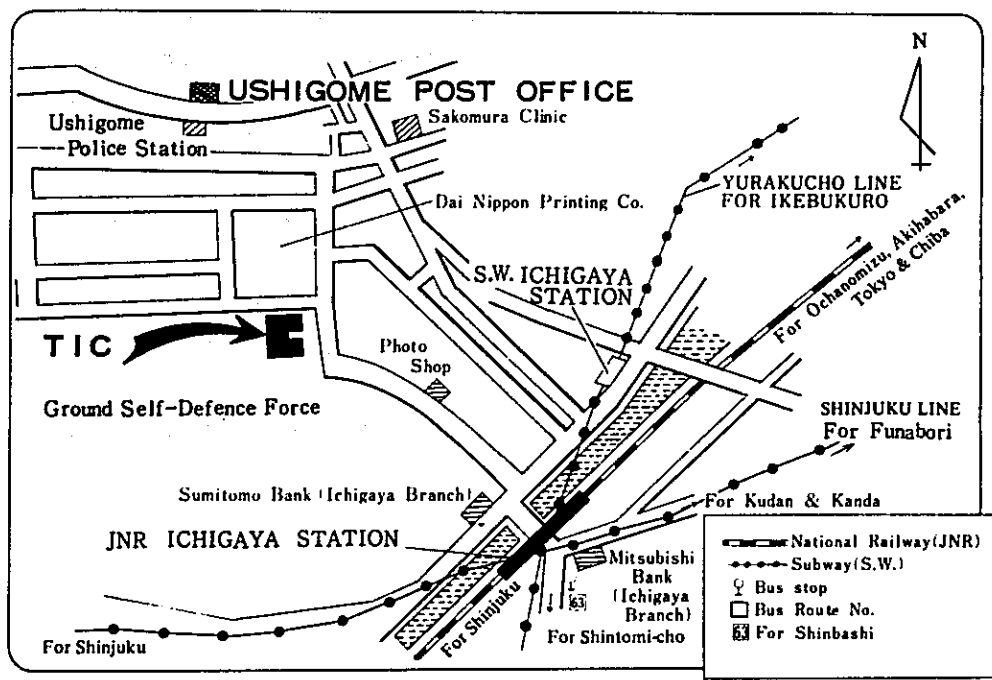 N
USHIGOME POST OFFICE
Ushigome
Police Station
Sakomura Clinic
YURAKUCHO LINE
FOR IKEBUKURO
Dai Nippon Printing Co.
S.W. ICHIGAYA
STATION
For Ochanomizu, Akihabara,
Tokyo & Chiba
TIC
Photo
Shop
Ground Self-Defence Force
SHINJUKU LINE
For Funabori
Sumitomo Bank (Ichigaya Branch)
For Kudan & Kanda
JNR ICHIGAYA STATION
Mitsubishi
Bank
(Ichigaya
Branch)
63
For Shinjuku
For Shintomi-cho
For Shinjuku
National Railway(JNR)
Subway(S.W.)
Bus stop
Bus Route No.
63 For Shinbashi